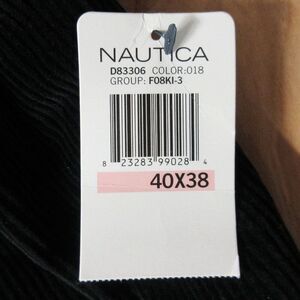 NAUTICA
D83306 COLOR:018
GROUP: F08KI-3
8 23283 99028 4
40X38